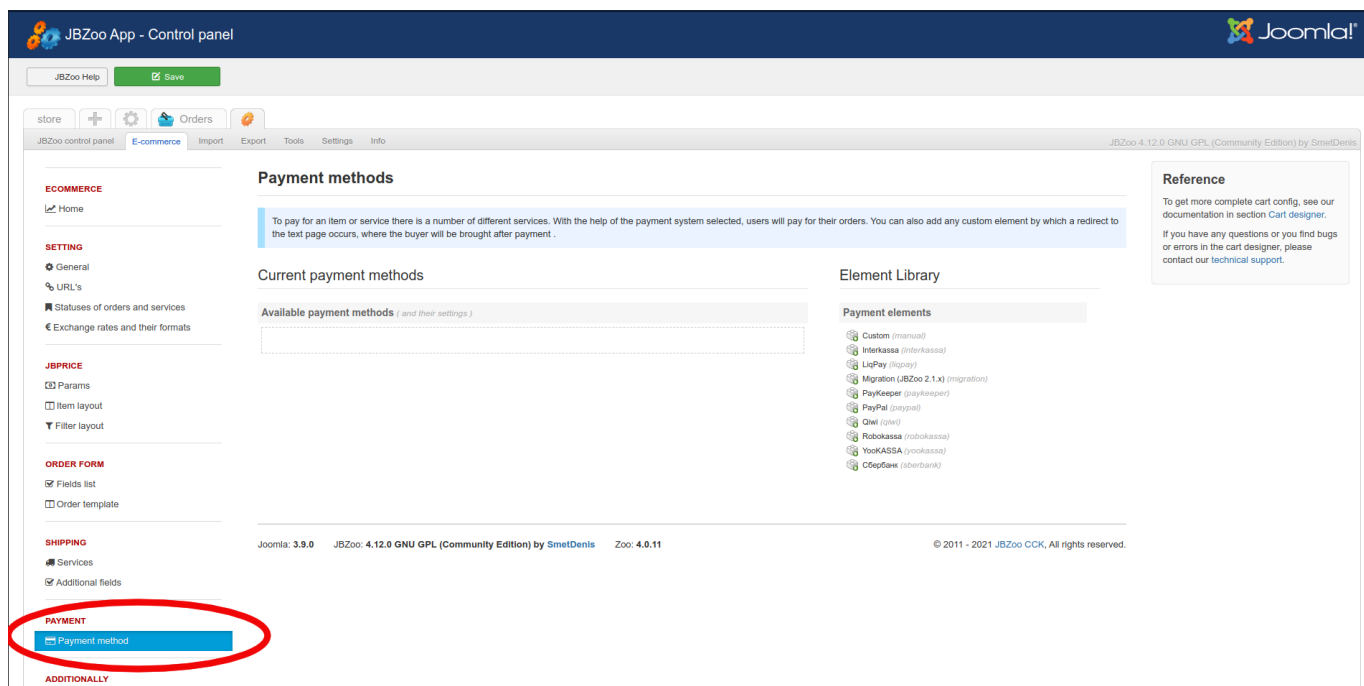 JBZoo App - Control panel
Joomla!®
JBZoo Help
Save
store
Orders
JBZoo control panel
E-commerce
Import
Export
Tools
Settings
Info
JBZoo 4.12.0 GNU GPL (Community Edition) by SmetDenis
ECOMMERCE
Home
SETTING
General
URL's
Statuses of orders and services
Exchange rates and their formats
JBPRICE
Params
Item layout
Filter layout
ORDER FORM
Fields list
Order template
SHIPPING
Services
Additional fields
PAYMENT
Payment method
ADDITIONALLY
Payment methods
To pay for an item or service there is a number of different services. With the help of the payment system selected, users will pay for their orders. You can also add any custom element by which a redirect to
the text page occurs, where the buyer will be brought after payment .
Current payment methods
Available payment methods ( and their settings )
Element Library
Payment elements
Custom (manual)
Interkassa (interkassa)
LiqPay (liqpay)
Migration (JBZoo 2.1.x) (migration)
PayKeeper (paykeeper)
PayPal (paypal)
Qiwi (qiwi)
Robokassa (robokassa)
YooKASSA (yookassa)
Сбербанк (sberbank)
Joomla: 3.9.0 JBZoo: 4.12.0 GNU GPL (Community Edition) by SmetDenis Zoo: 4.0.11
© 2011 - 2021 JBZoo CCK, All rights reserved.
Reference
To get more complete cart config, see our
documentation in section Cart designer.
If you have any questions or you find bugs
or errors in the cart designer, please
contact our technical support.